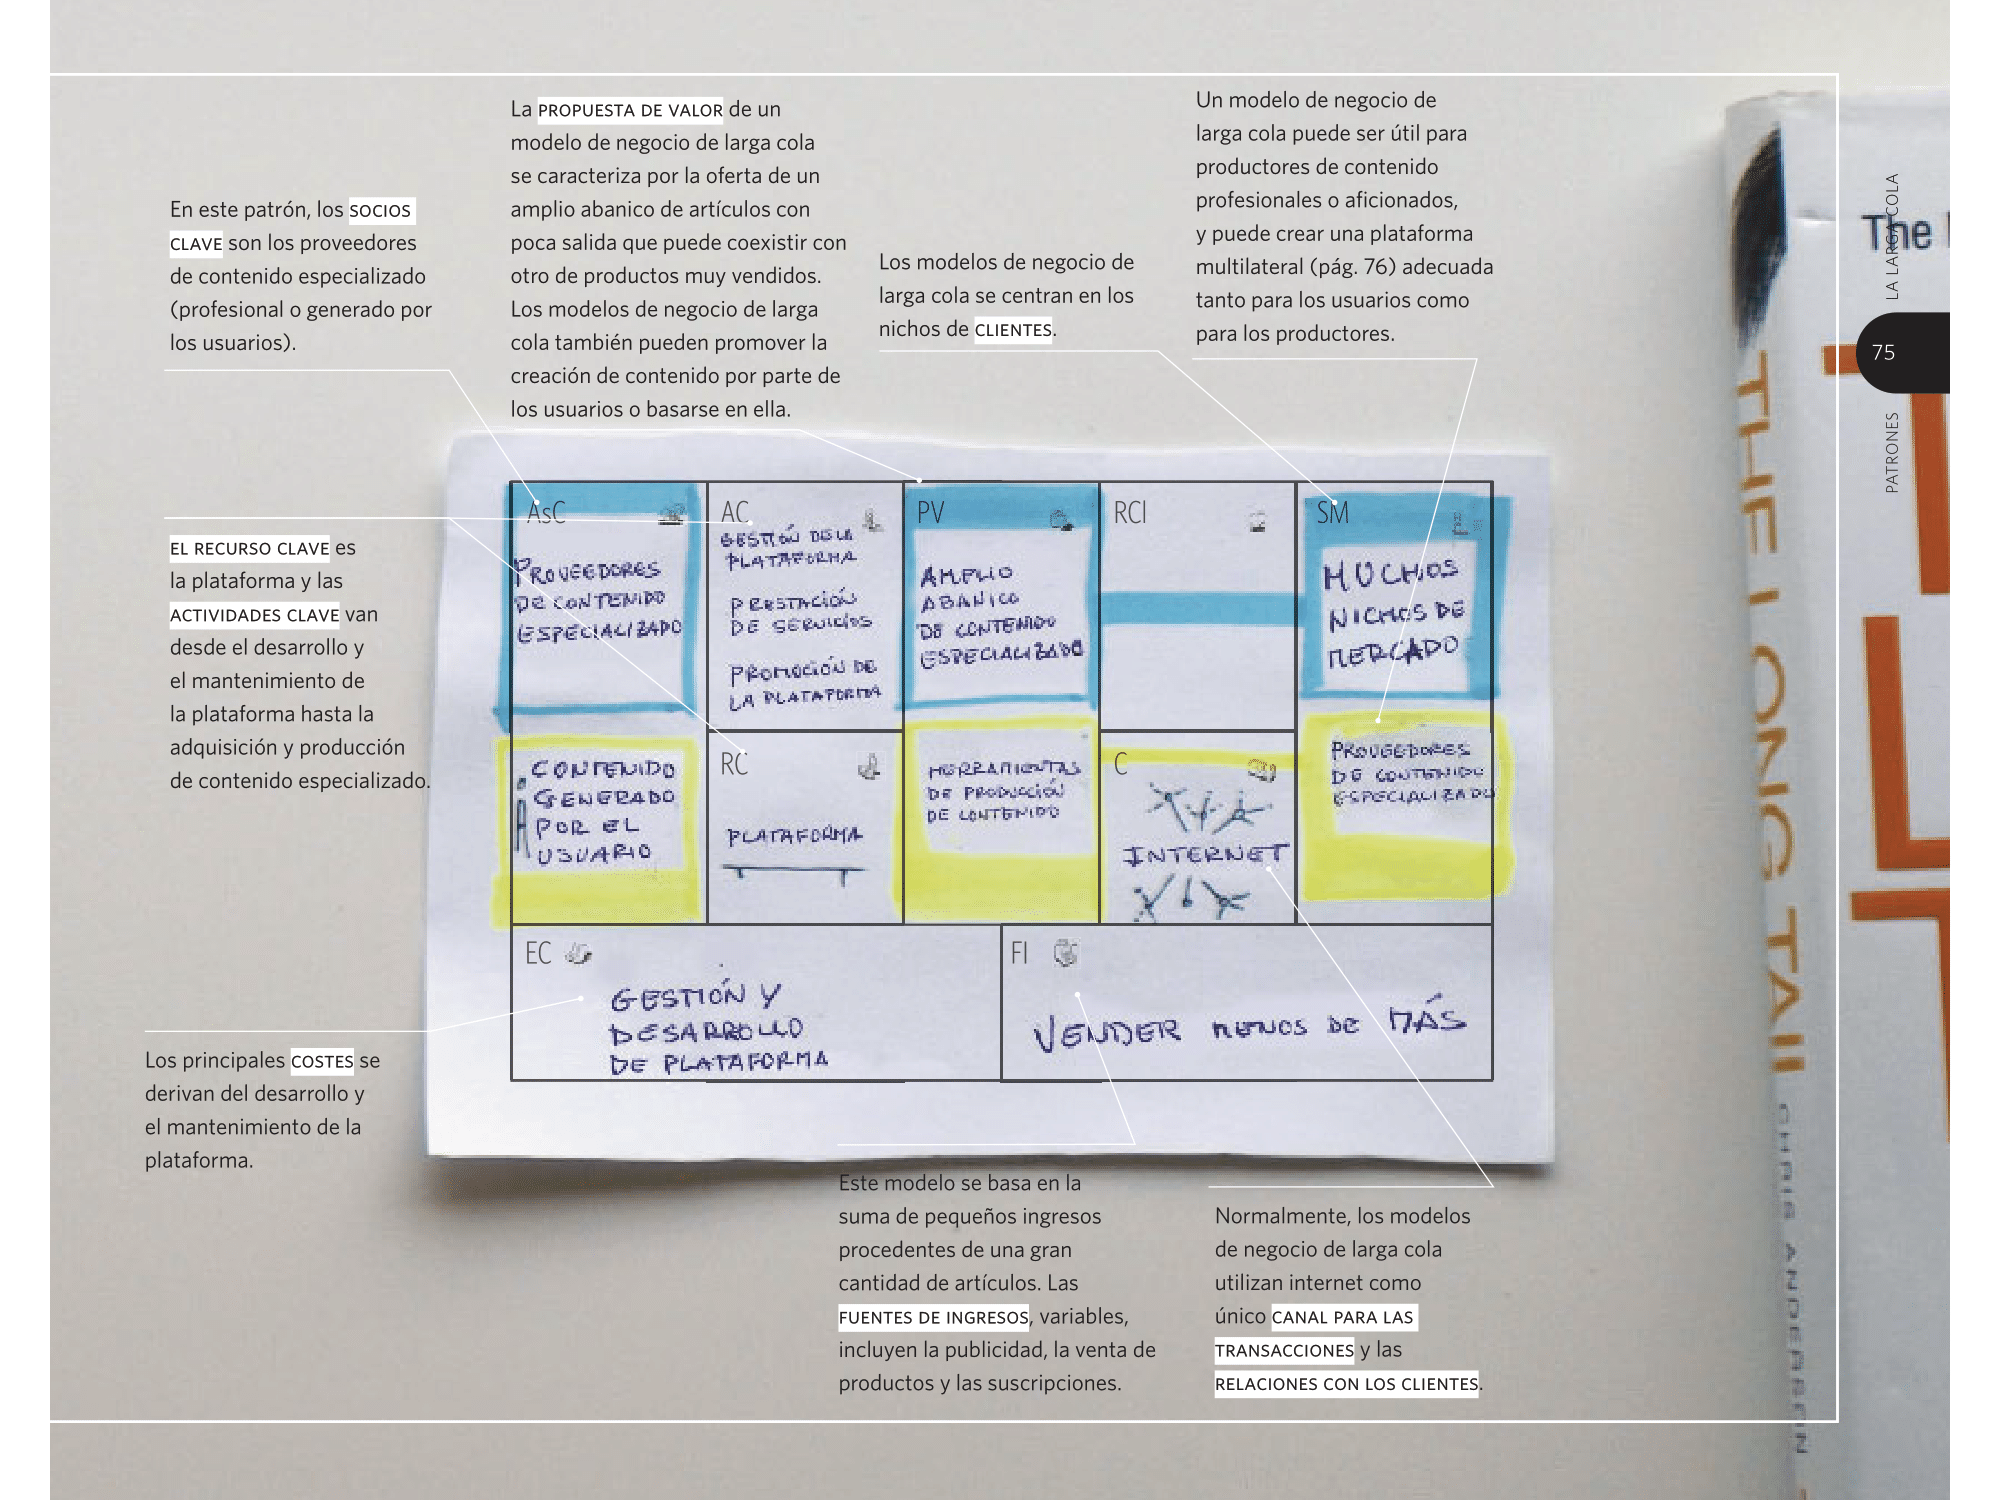 La PROPUESTA DE VALOR de un
modelo de negocio de larga cola
se caracteriza por la oferta de un
amplio abanico de artículos con
poca salida que puede coexistir con
otro de productos muy vendidos.
Los modelos de negocio de larga
cola también pueden promover la
creación de contenido por parte de
los usuarios o basarse en ella.
Un modelo de negocio de
larga cola puede ser útil para
productores de contenido
profesionales o aficionados,
y puede crear una plataforma
multilateral (pág. 76) adecuada
tanto para los usuarios como
para los productores.
En este patrón, los SOCIOS
CLAVE son los proveedores
de contenido especializado
(profesional o generado por
los usuarios).
Los modelos de negocio de
larga cola se centran en los
nichos de CLIENTES.
EL RECURSO CLAVE es
la plataforma y las
ACTIVIDADES CLAVE van
desde el desarrollo y
el mantenimiento de
la plataforma hasta la
adquisición y producción
de contenido especializado.
AsC
PROVEEDORES
DE CONTENIDO
ESPECIALIZADO
CONTENIDO
GENERADO
POR EL
USUARIO
AC
GESTIÓN DE LA
PLATAFORMA
PRESTACIÓN
DE SERVICIOS
PROMOCIÓN DE
LA PLATAFORMA
RC
PLATAFORMA
PV
AMPLIO
ABANICO
DE CONTENIDO
ESPECIALIZADO
HERRAMIENTAS
DE PRODUCCIÓN
DE CONTENIDO
RCl
C
INTERNET
SM
MUCHOS
NICHOS DE
MERCADO
PROVEEDORES
DE CONTENIDO
ESPECIALIZADO
EC
GESTIÓN Y
DESARROLLO
DE PLATAFORMA
FI
VENDER MENOS DE MÁS
Los principales COSTES se
derivan del desarrollo y
el mantenimiento de la
plataforma.
Este modelo se basa en la
suma de pequeños ingresos
procedentes de una gran
cantidad de artículos. Las
FUENTES DE INGRESOS, variables,
incluyen la publicidad, la venta de
productos y las suscripciones.
Normalmente, los modelos
de negocio de larga cola
utilizan internet como
único CANAL PARA LAS
TRANSACCIONES y las
RELACIONES CON LOS CLIENTES.
LA LARGA COLA
75
PATRONES
The
THE LONG TAIL
CHRIS ANDERSON